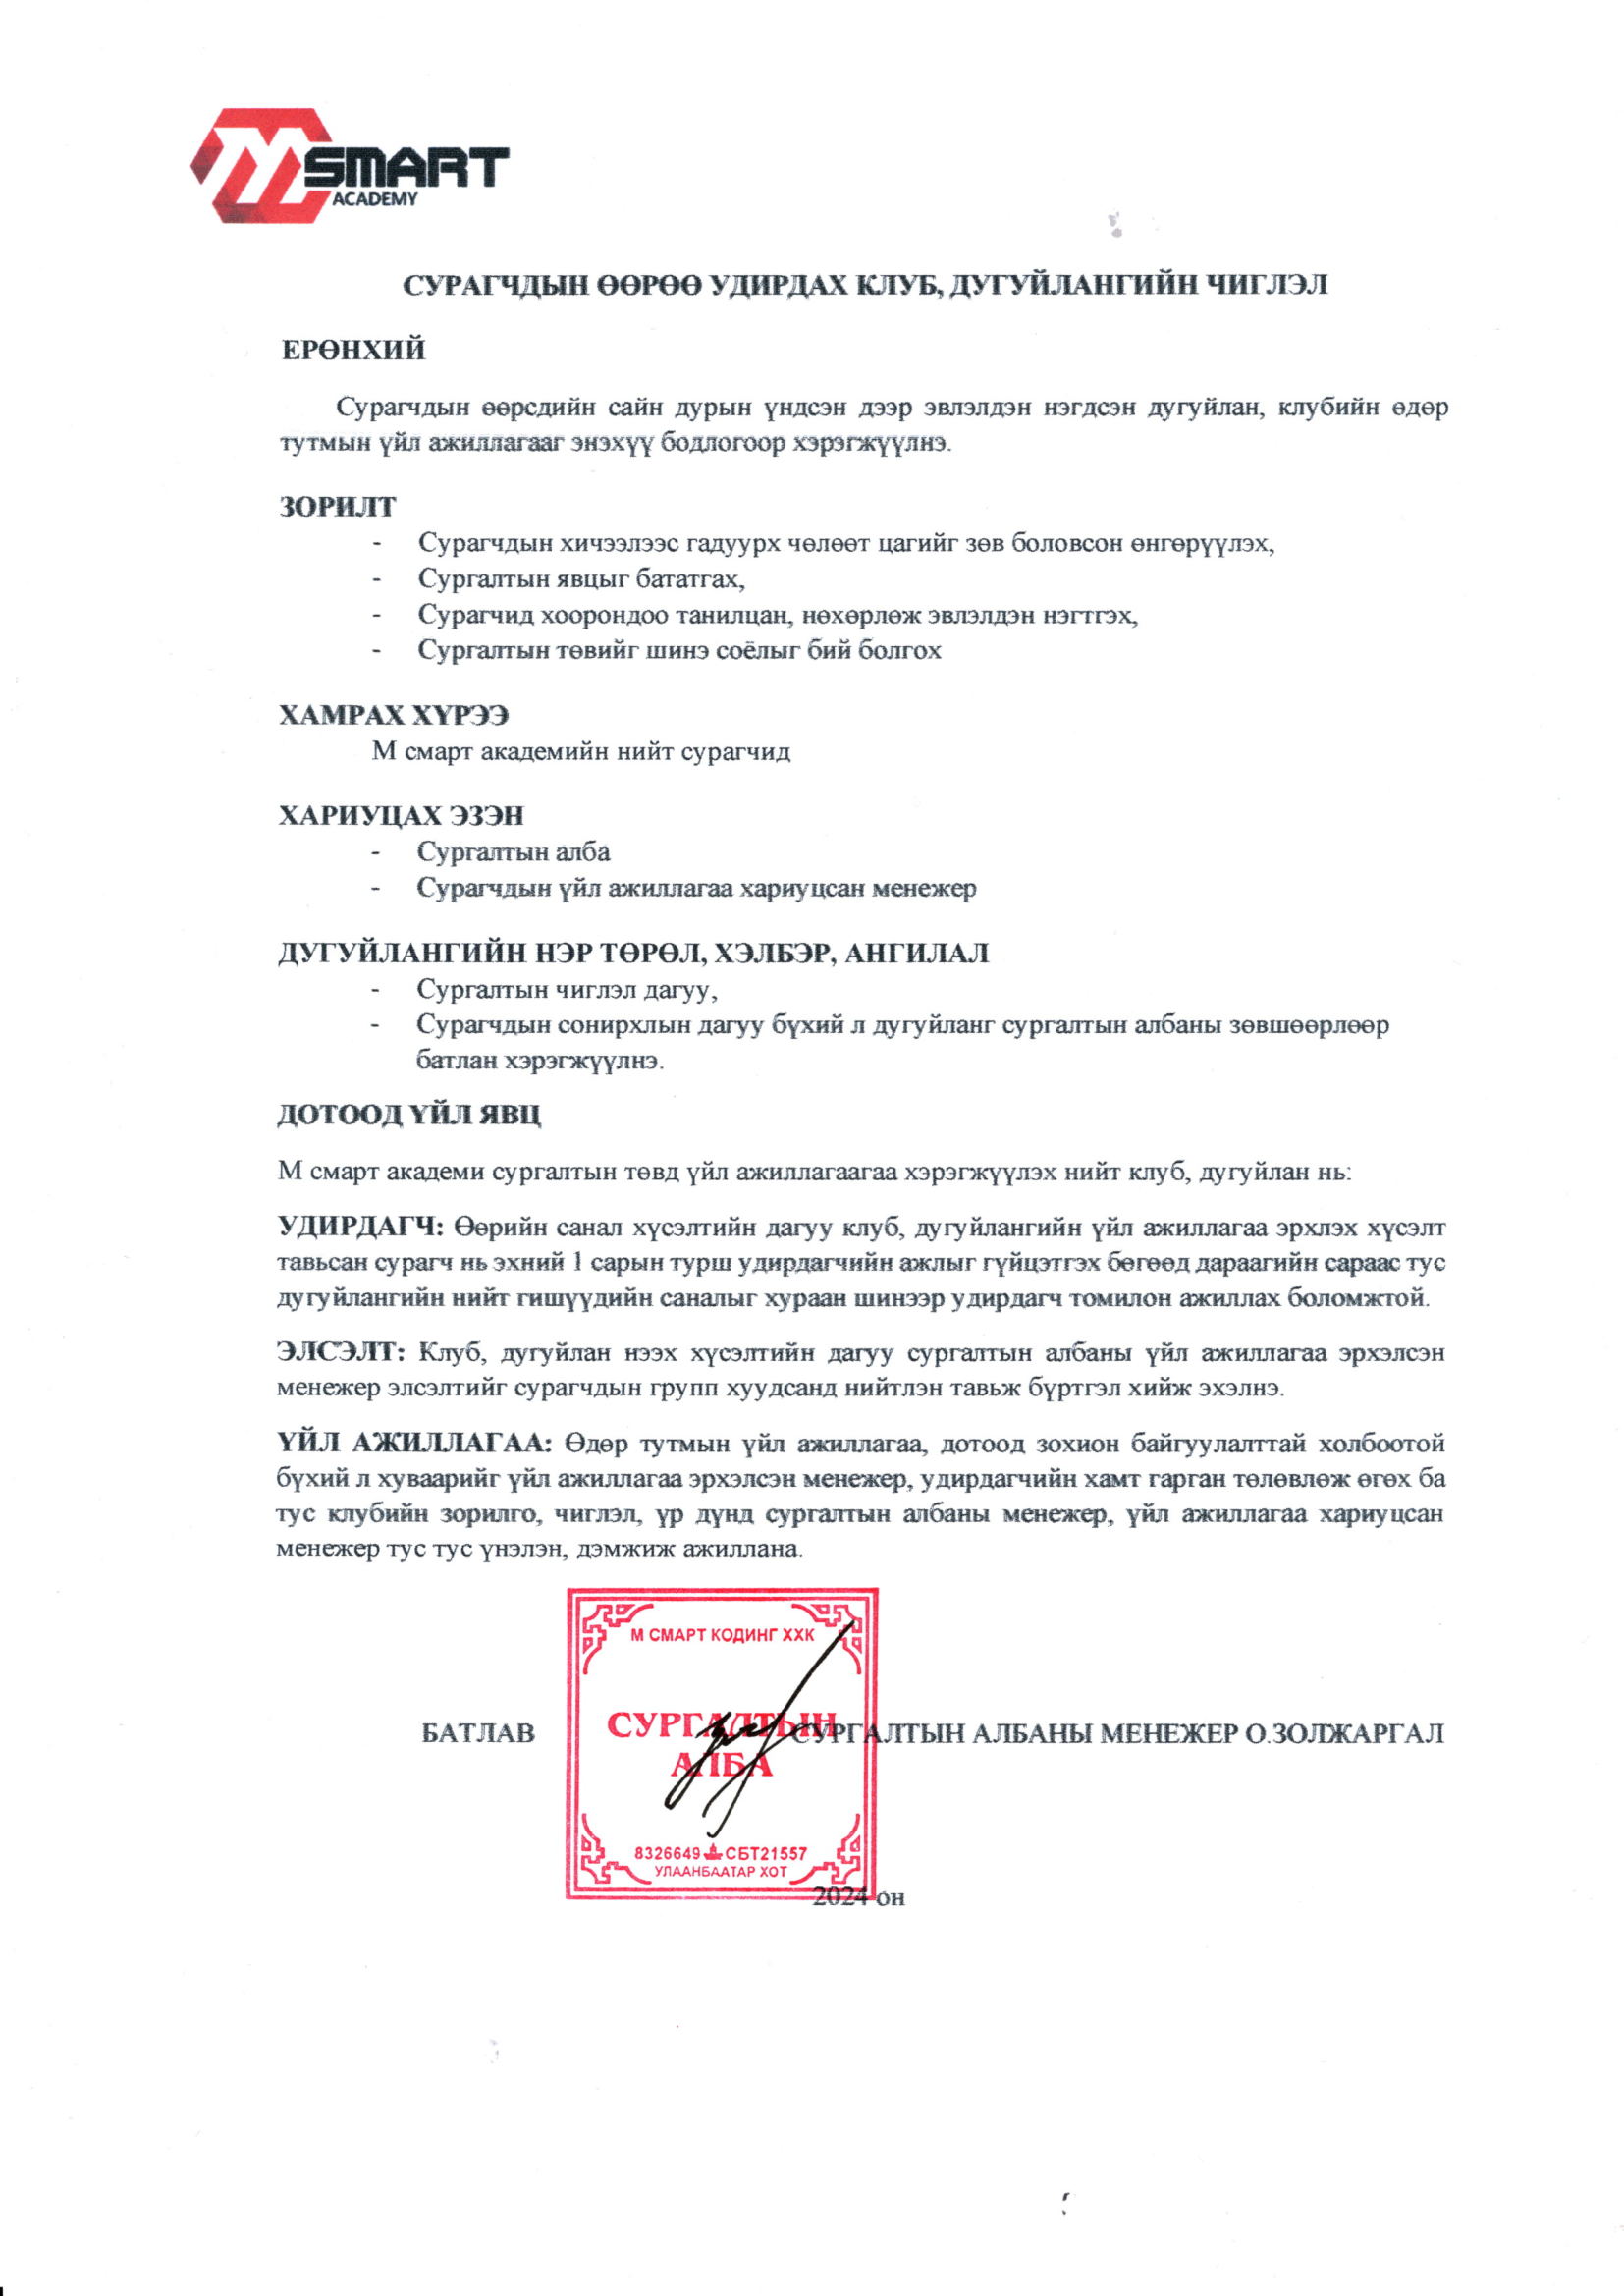 M SMART
ACADEMY
СУРАГЧДЫН ӨӨРӨӨ УДИРДАХ КЛУБ, ДУГУЙЛАНГИЙН ЧИГЛЭЛ
ЕРӨНХИЙ
Сурагчдын өөрсдийн сайн дурын үндсэн дээр эвлэлдэн нэгдсэн дугуйлан, клубийн өдөр
тутмын үйл ажиллагааг энэхүү бодлогоор хэрэгжүүлнэ.
ЗОРИЛТ
- Сурагчдын хичээлээс гадуурх чөлөөт цагийг зөв боловсон өнгөрүүлэх,
- Сургалтын явцыг бататгах,
- Сурагчид хоорондоо танилцан, нөхөрлөж эвлэлдэн нэгтгэх,
- Сургалтын төвийг шинэ соёлыг бий болгох
ХАМРАХ ХҮРЭЭ
М смарт академийн нийт сурагчид
ХАРИУЦАХ ЭЗЭН
- Сургалтын алба
- Сурагчдын үйл ажиллагаа хариуцсан менежер
ДУГУЙЛАНГИЙН НЭР ТӨРӨЛ, ХЭЛБЭР, АНГИЛАЛ
- Сургалтын чиглэл дагуу,
- Сурагчдын сонирхлын дагуу бүхий л дугуйланг сургалтын албаны зөвшөөрлөөр
батлан хэрэгжүүлнэ.
ДОТООД ҮЙЛ ЯВЦ
М смарт академи сургалтын төвд үйл ажиллагаагаа хэрэгжүүлэх нийт клуб, дугуйлан нь:
УДИРДАГЧ: Өөрийн санал хүсэлтийн дагуу клуб, дугуйлангийн үйл ажиллагаа эрхлэх хүсэлт
тавьсан сурагч нь эхний 1 сарын турш удирдагчийн ажлыг гүйцэтгэх бөгөөд дараагийн сараас тус
дугуйлангийн нийт гишүүдийн саналыг хураан шинээр удирдагч томилон ажиллах боломжтой.
ЭЛСЭЛТ: Клуб, дугуйлан нээх хүсэлтийн дагуу сургалтын албаны үйл ажиллагаа эрхэлсэн
менежер элсэлтийг сурагчдын групп хуудсанд нийтлэн тавьж бүртгэл хийж эхэлнэ.
ҮЙЛ АЖИЛЛАГАА: Өдөр тутмын үйл ажиллагаа, дотоод зохион байгуулалттай холбоотой
бүхий л хуваарийг үйл ажиллагаа эрхэлсэн менежер, удирдагчийн хамт гарган төлөвлөж өгөх ба
тус клубийн зорилго, чиглэл, үр дүнд сургалтын албаны менежер, үйл ажиллагаа хариуцсан
менежер тус тус үнэлэн, дэмжиж ажиллана.
М СМАРТ КОДИНГ ХХК
СУРГАЛТЫН
АЛБА
8326649 СБТ21557
УЛААНБААТАР ХОТ
БАТЛАВ СУРГАЛТЫН АЛБАНЫ МЕНЕЖЕР О.ЗОЛЖАРГАЛ
2024 он